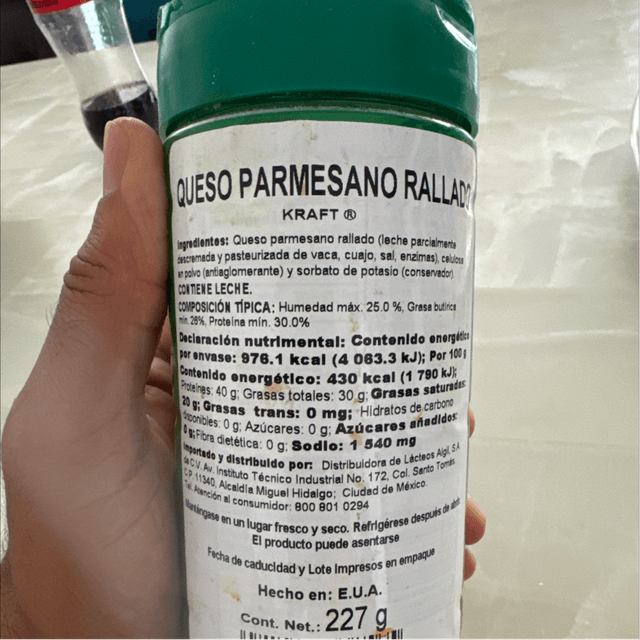 QUESO PARMESANO RALLADO
KRAFT ®
Ingredientes: Queso parmesano rallado (leche parcialmente
descremada y pasteurizada de vaca, cuajo, sal, enzimas), celulosa
en polvo (antiaglomerante) y sorbato de potasio (conservador).
CONTIENE LECHE.
COMPOSICIÓN TÍPICA: Humedad máx. 25.0 %, Grasa butírica
mín. 26%, Proteína mín. 30.0%
Declaración nutrimental: Contenido energético
por envase: 976.1 kcal (4 063.3 kJ); Por 100 g
Contenido energético: 430 kcal (1 790 kJ);
Proteínas: 40 g; Grasas totales: 30 g; Grasas saturadas:
20 g; Grasas trans: 0 mg; Hidratos de carbono
disponibles: 0 g; Azúcares: 0 g; Azúcares añadidos:
0 g; Fibra dietética: 0 g; Sodio: 1 540 mg
Importado y distribuido por: Distribuidora de Lácteos Algil, S.A.
de C.V. Av. Instituto Técnico Industrial No. 172, Col. Santo Tomás,
C.P. 11340, Alcaldía Miguel Hidalgo; Ciudad de México.
Tel. Atención al consumidor: 800 801 0294
Manténgase en un lugar fresco y seco. Refrigérese después de abrirlo
El producto puede asentarse
Fecha de caducidad y Lote Impresos en empaque
Hecho en: E.U.A.
Cont. Net.: 227 g